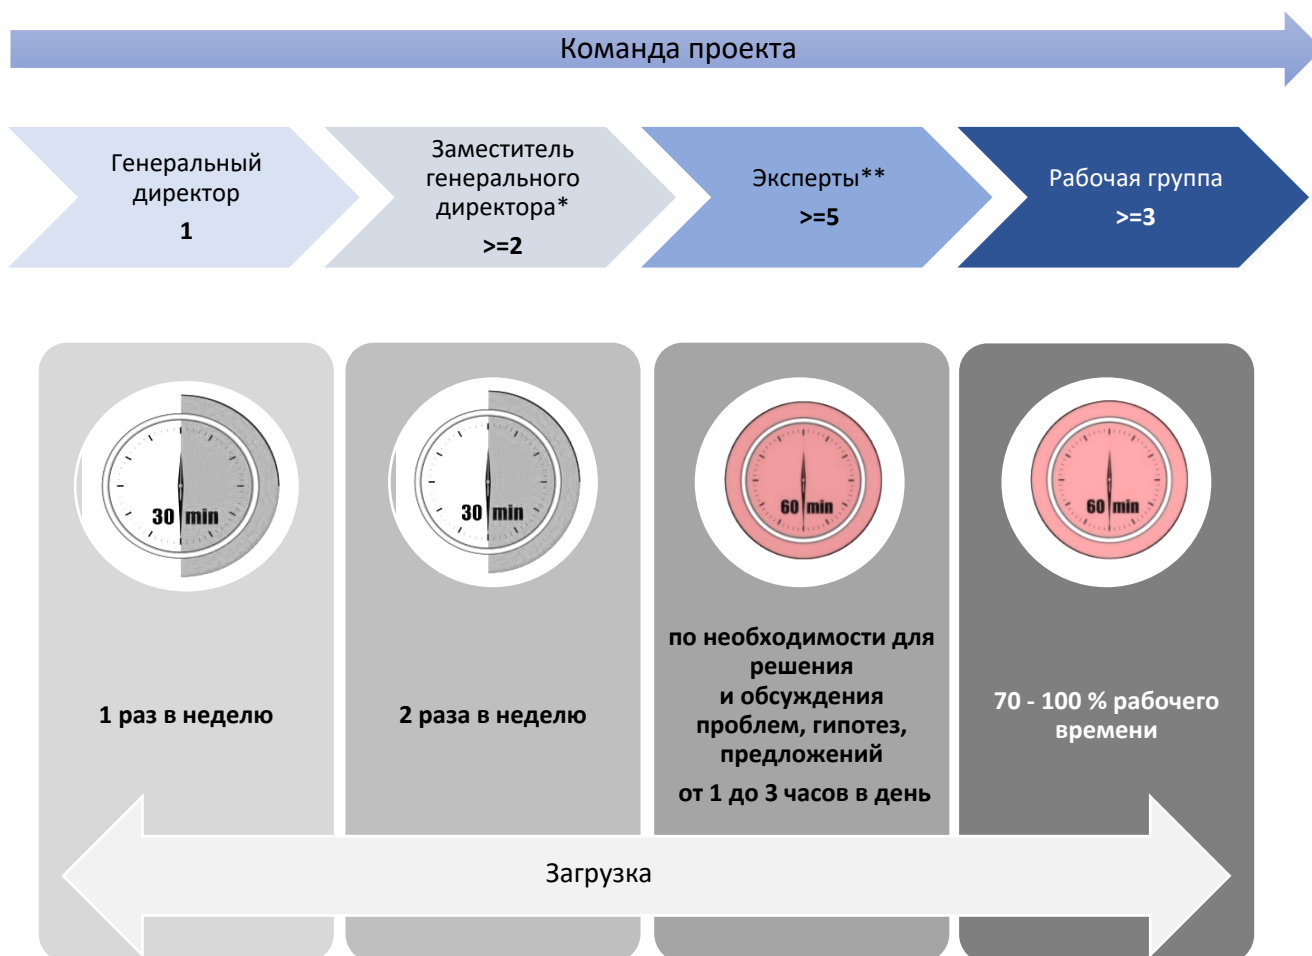 Команда проекта
Генеральный
директор
1
Заместитель
генерального
директора*
>=2
Эксперты**
>=5
Рабочая группа
>=3
30 min
30 min
60 min
60 min
1 раз в неделю
2 раза в неделю
по необходимости для
решения
и обсуждения
проблем, гипотез,
предложений
от 1 до 3 часов в день
70 - 100 % рабочего
времени
Загрузка